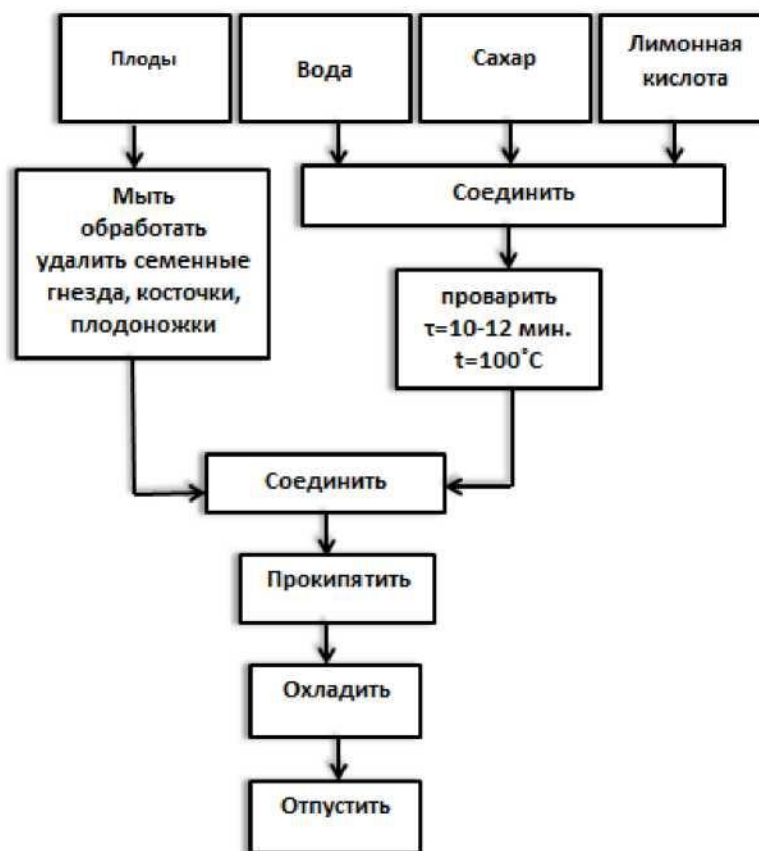 Плоды
Вода
Сахар
Лимонная
кислота
Мыть
обработать
удалить семенные
гнезда, косточки,
плодоножки
Соединить
проварить
τ=10-12 мин.
t=100˚C
Соединить
Прокипятить
Охладить
Отпустить